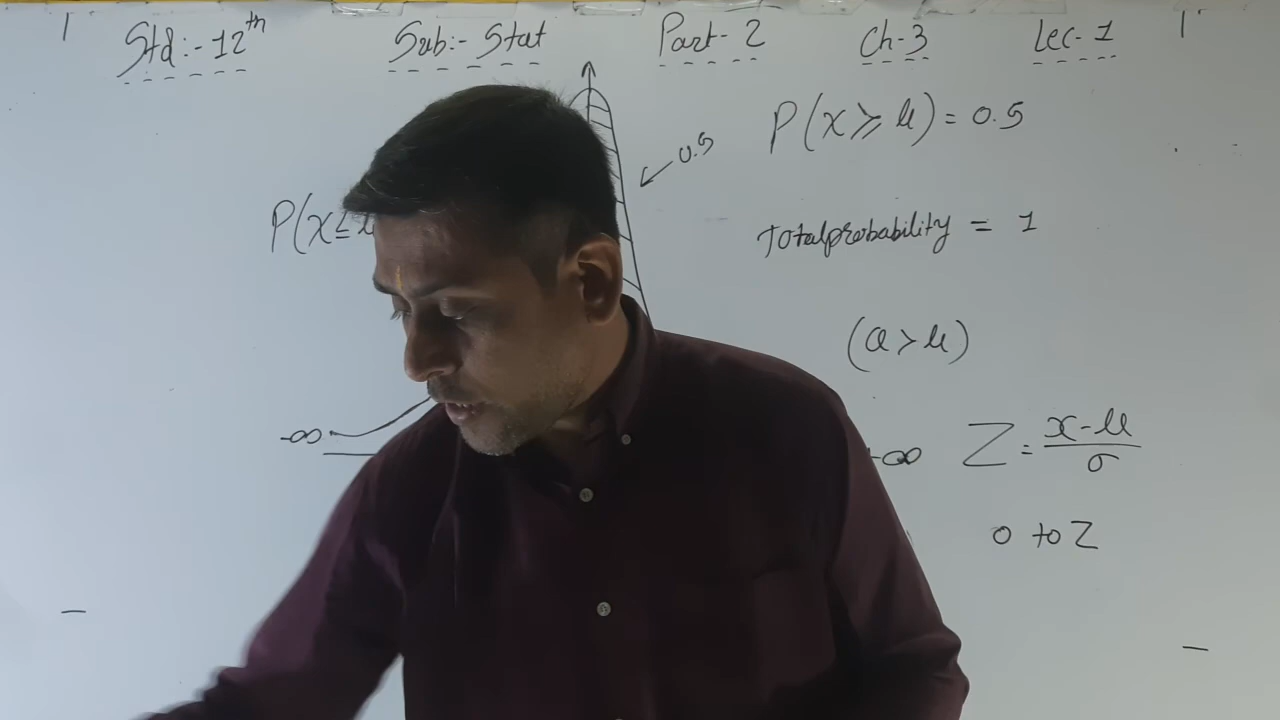 Std:- 12th Sub:- Stat Part- 2 Ch-3 Lec-1
P(x ⩾ μ) = 0.5
0.5
P(x ≤
Total probability = 1
(a > μ)
-∞ +∞
Z = x-μ / σ
0 to Z